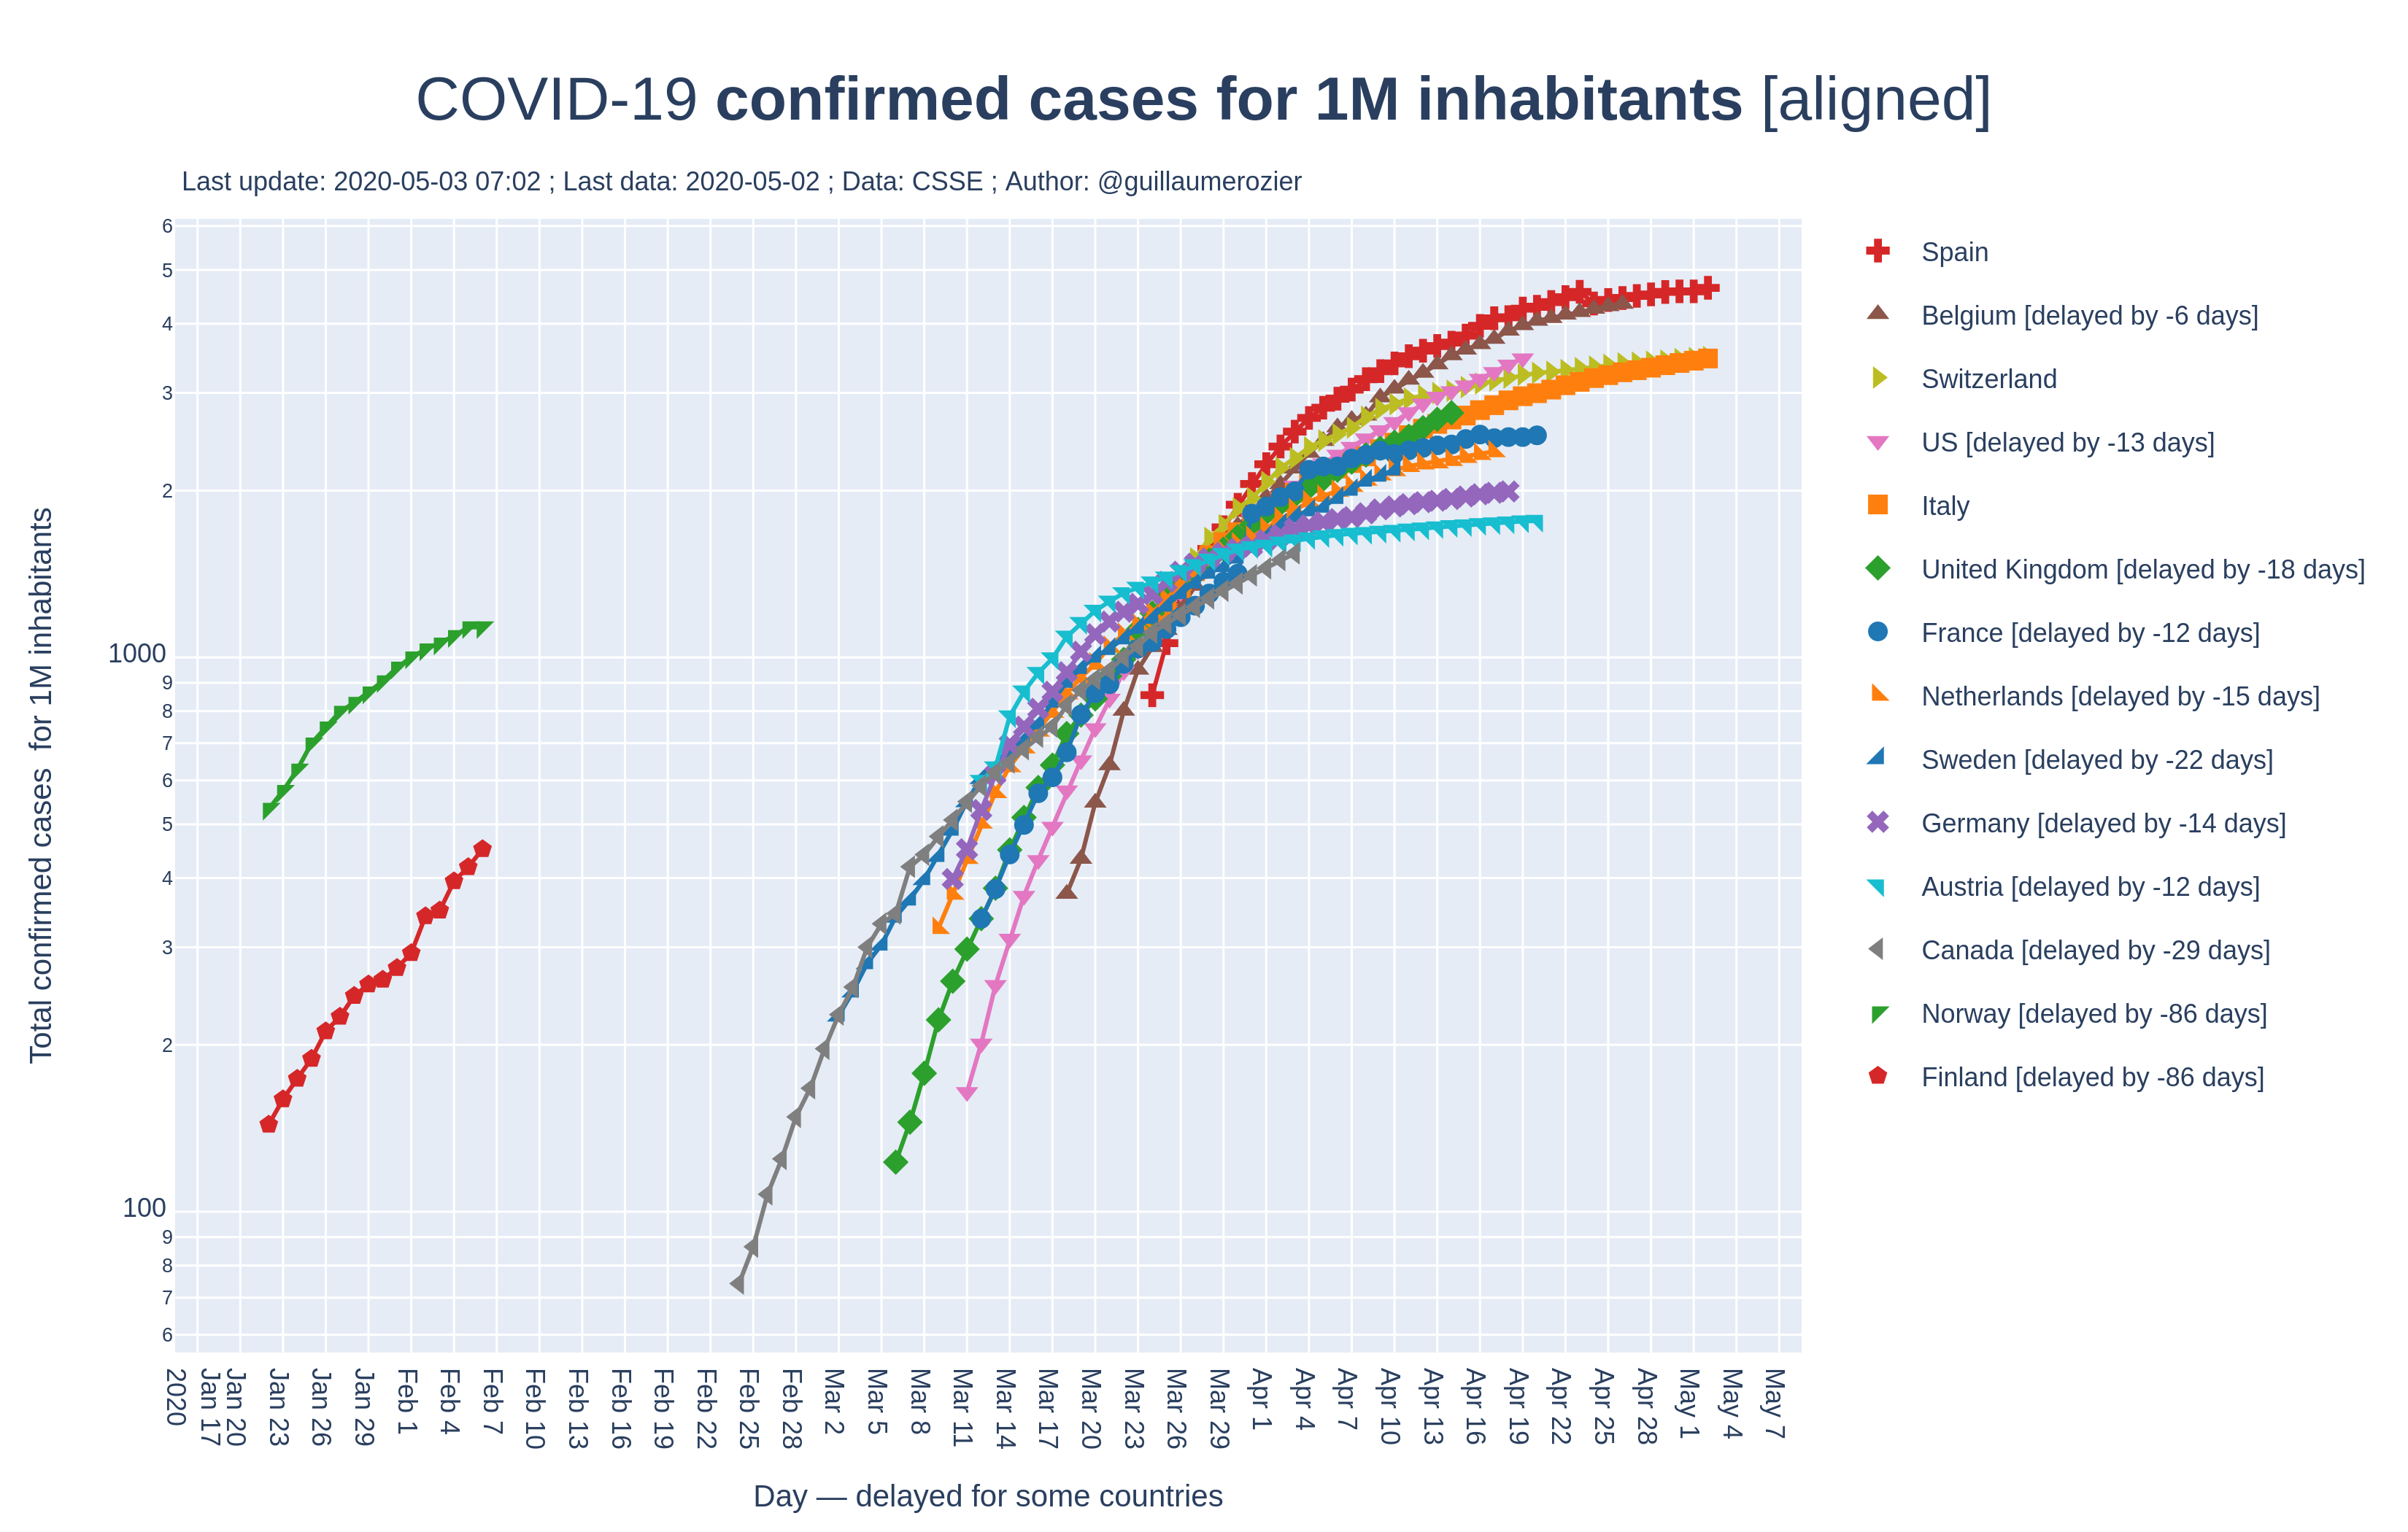 COVID-19 confirmed cases for 1M inhabitants [aligned]
Last update: 2020-05-03 07:02 ; Last data: 2020-05-02 ; Data: CSSE ; Author: @guillaumerozier
Total confirmed cases for 1M inhabitants
6
5
4
3
2
1000
9
8
7
6
5
4
3
2
100
9
8
7
6
2020
Jan 17
Jan 20
Jan 23
Jan 26
Jan 29
Feb 1
Feb 4
Feb 7
Feb 10
Feb 13
Feb 16
Feb 19
Feb 22
Feb 25
Feb 28
Mar 2
Mar 5
Mar 8
Mar 11
Mar 14
Mar 17
Mar 20
Mar 23
Mar 26
Mar 29
Apr 1
Apr 4
Apr 7
Apr 10
Apr 13
Apr 16
Apr 19
Apr 22
Apr 25
Apr 28
May 1
May 4
May 7
Day — delayed for some countries
Spain
Belgium [delayed by -6 days]
Switzerland
US [delayed by -13 days]
Italy
United Kingdom [delayed by -18 days]
France [delayed by -12 days]
Netherlands [delayed by -15 days]
Sweden [delayed by -22 days]
Germany [delayed by -14 days]
Austria [delayed by -12 days]
Canada [delayed by -29 days]
Norway [delayed by -86 days]
Finland [delayed by -86 days]